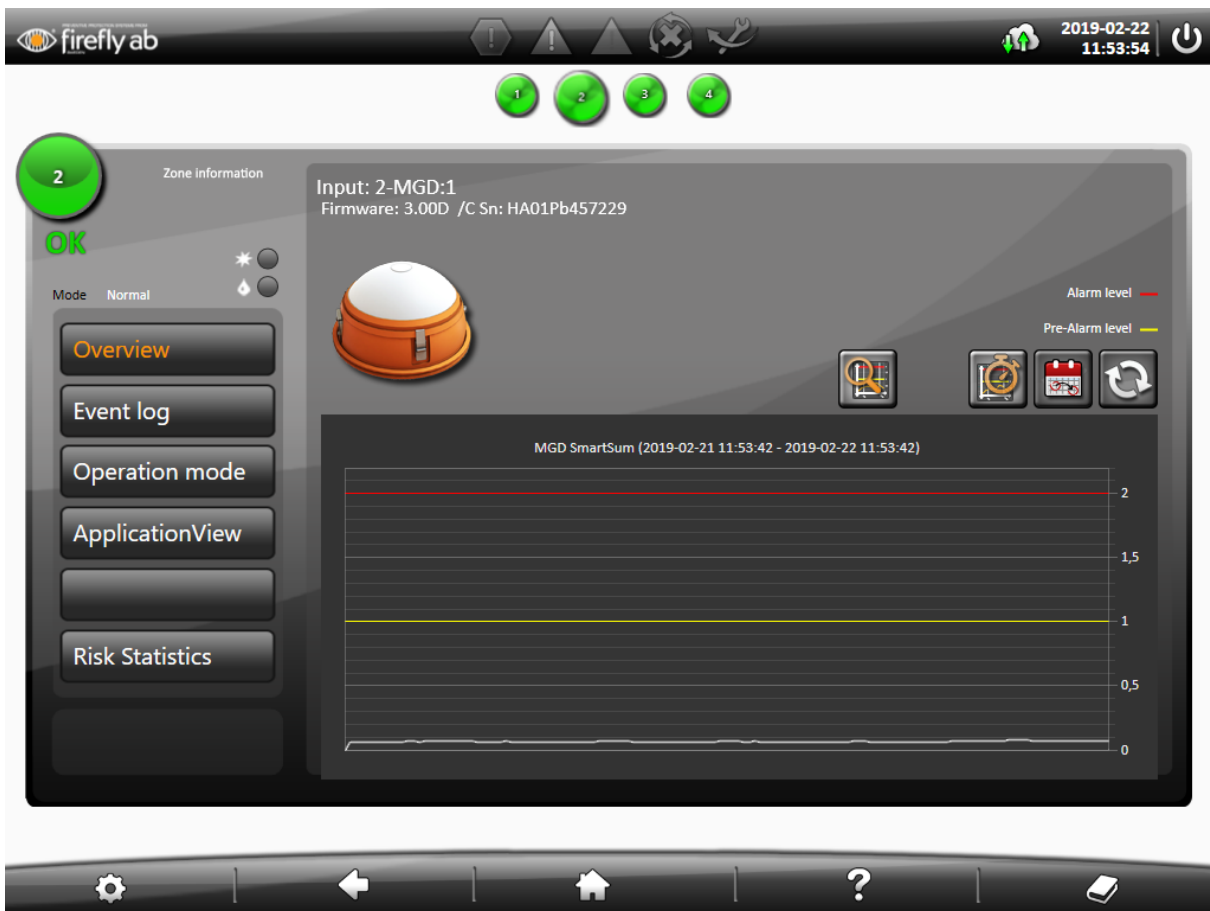 firefly ab
2019-02-22
11:53:54
1
2
3
4
2
Zone information
OK
Mode Normal
Overview
Event log
Operation mode
ApplicationView
Risk Statistics
Input: 2-MGD:1
Firmware: 3.00D /C Sn: HA01Pb457229
Alarm level
Pre-Alarm level
MGD SmartSum (2019-02-21 11:53:42 - 2019-02-22 11:53:42)
2
1,5
1
0,5
0